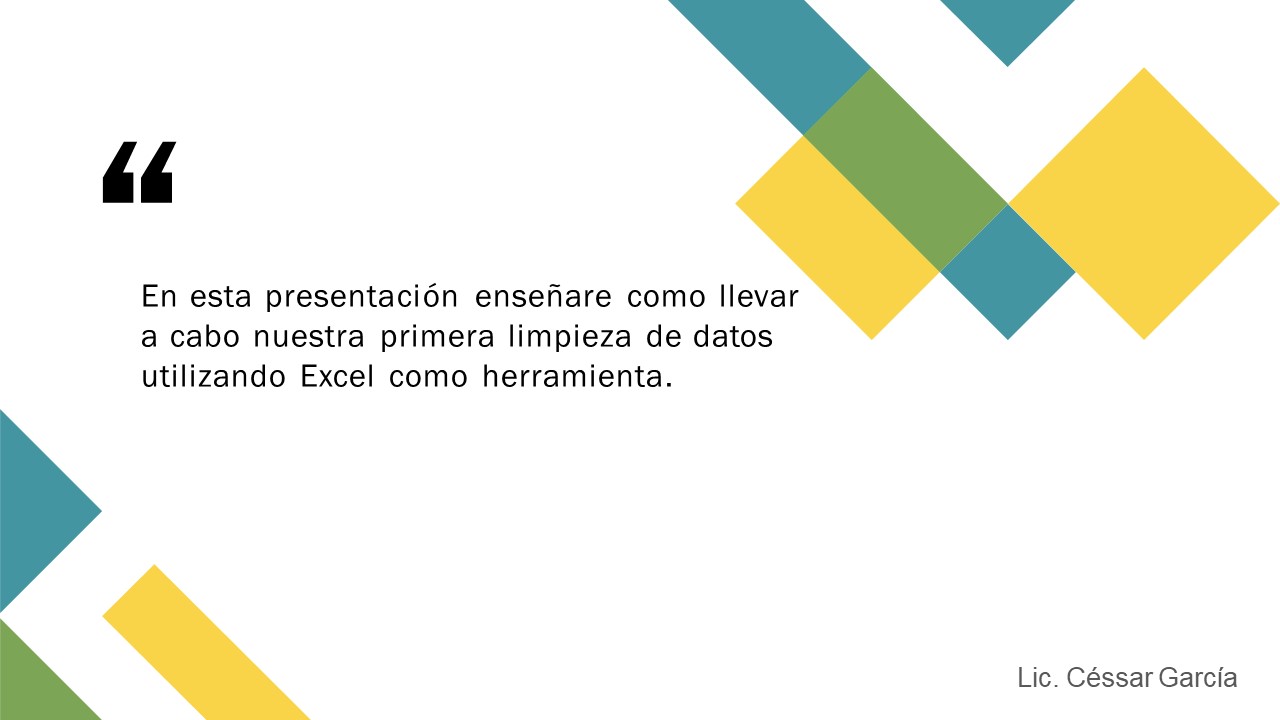 “
En esta presentación enseñare como llevar
a cabo nuestra primera limpieza de datos
utilizando Excel como herramienta.
Lic. Céssar García